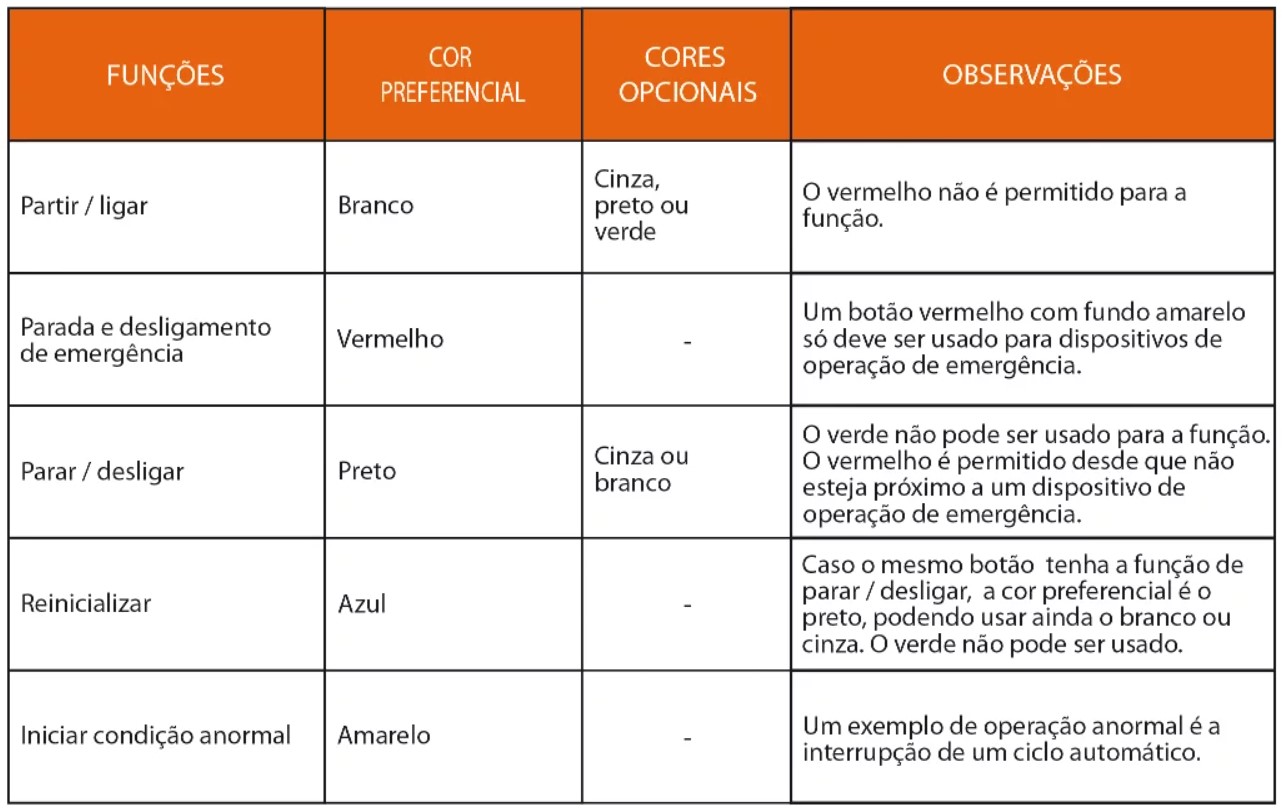 FUNÇÕES
COR
PREFERENCIAL
CORES
OPCIONAIS
OBSERVAÇÕES
Partir / ligar
Branco
Cinza,
preto ou
verde
O vermelho não é permitido para a
função.
Parada e desligamento
de emergência
Vermelho
-
Um botão vermelho com fundo amarelo
só deve ser usado para dispositivos de
operação de emergência.
Parar / desligar
Preto
Cinza ou
branco
O verde não pode ser usado para a função.
O vermelho é permitido desde que não
esteja próximo a um dispositivo de
operação de emergência.
Reinicializar
Azul
-
Caso o mesmo botão tenha a função de
parar / desligar, a cor preferencial é o
preto, podendo usar ainda o branco ou
cinza. O verde não pode ser usado.
Iniciar condição anormal
Amarelo
-
Um exemplo de operação anormal é a
interrupção de um ciclo automático.